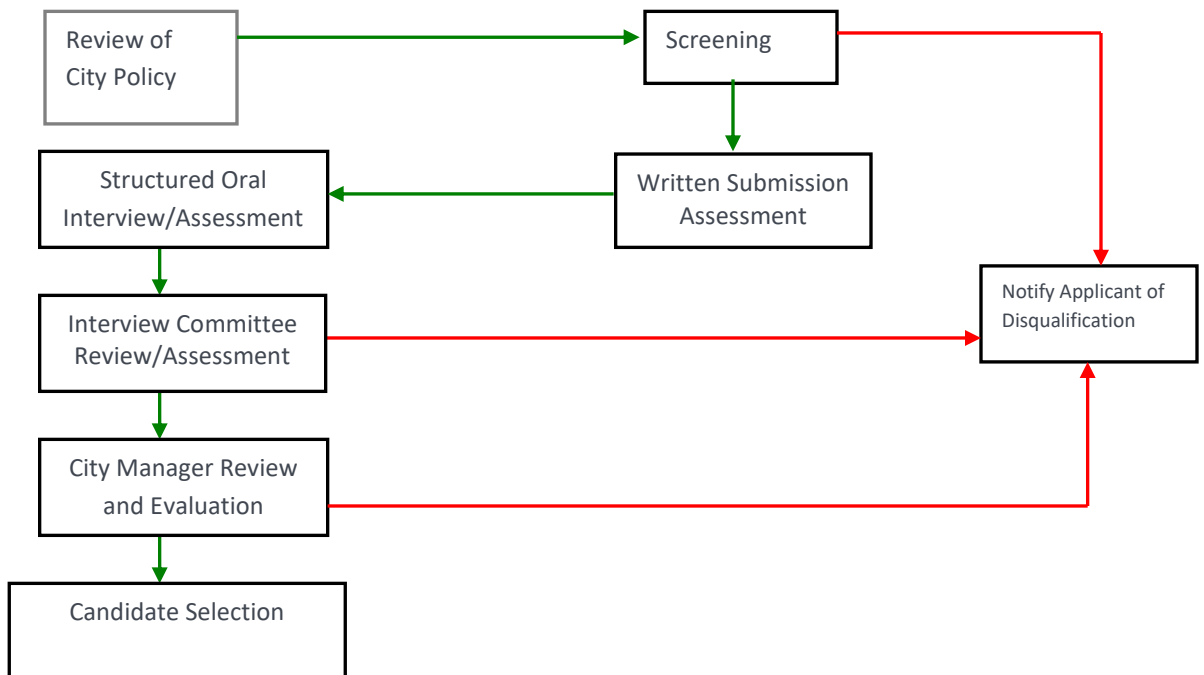 Review of
City Policy
Screening
Structured Oral
Interview/Assessment
Written Submission
Assessment
Interview Committee
Review/Assessment
Notify Applicant of
Disqualification
City Manager Review
and Evaluation
Candidate Selection